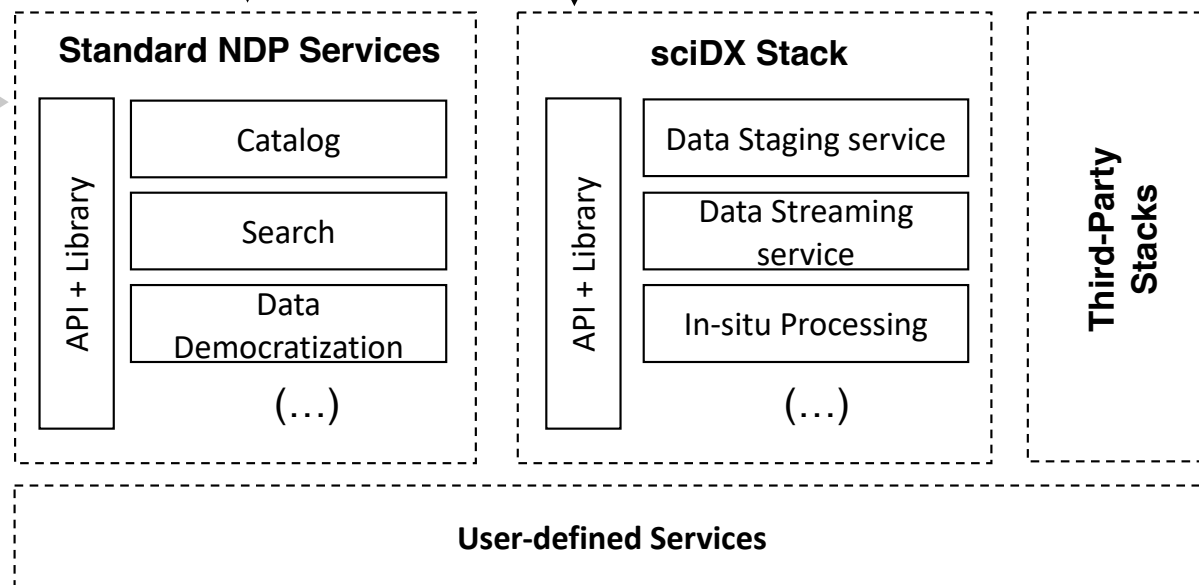 Standard NDP Services
API + Library
Catalog
Search
Data
Democratization
(…)
sciDX Stack
API + Library
Data Staging service
Data Streaming
service
In-situ Processing
(…)
Third-Party
Stacks
User-defined Services